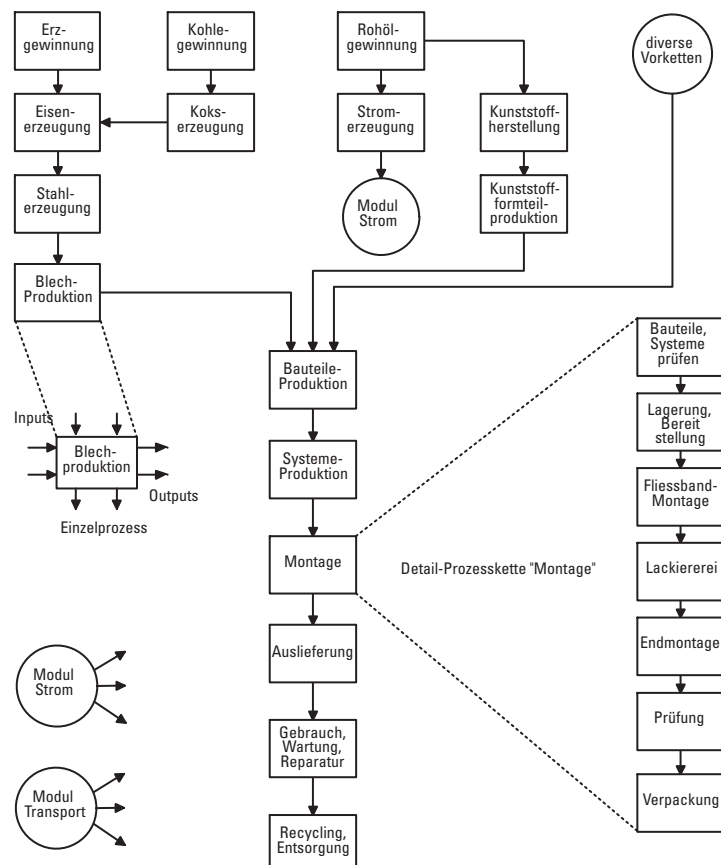 Erz-
gewinnung
Kohle-
gewinnung
Rohöl-
gewinnung
diverse
Vorketten
Eisen-
erzeugung
Koks-
erzeugung
Strom-
erzeugung
Kunststoff-
herstellung
Stahl-
erzeugung
Modul
Strom
Kunststoff-
formteil-
produktion
Blech-
Produktion
Bauteile-
Produktion
Systeme-
Produktion
Montage
Auslieferung
Gebrauch,
Wartung,
Reparatur
Recycling,
Entsorgung
Inputs
Blech-
produktion
Outputs
Einzelprozess
Modul
Strom
Modul
Transport
Detail-Prozesskette "Montage"
Bauteile,
Systeme
prüfen
Lagerung,
Bereit
stellung
Fliessband-
Montage
Lackiererei
Endmontage
Prüfung
Verpackung